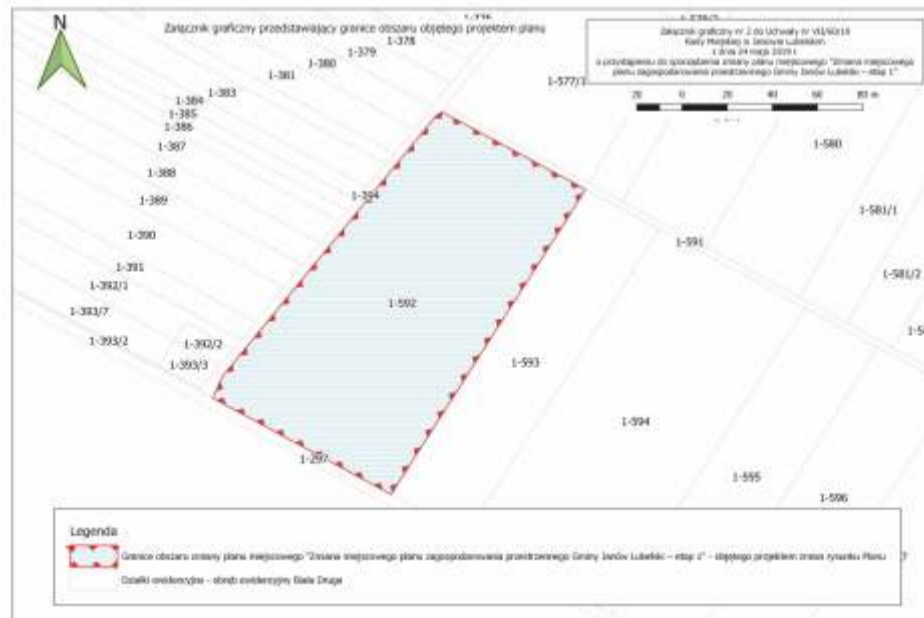 N
Załącznik graficzny przedstawiający granice obszaru objętego projektem planu
Załącznik graficzny nr 2 do Uchwały nr VII/60/19
Rady Miejskiej w Janowie Lubelskim
z dnia 24 maja 2019 r.
o przystąpieniu do sporządzenia zmiany planu miejscowego "Zmiana miejscowego
planu zagospodarowania przestrzennego Gminy Janów Lubelski – etap 1"
20 0 20 40 60 80 m
1-378
1-379
1-380
1-381
1-383
1-384
1-385
1-386
1-387
1-388
1-389
1-390
1-391
1-392/1
1-393/7
1-393/2
1-392/2
1-393/3
1-394
1-577/1
1-580
1-581/1
1-581/2
1-591
1-592
1-593
1-594
1-595
1-596
1-297
Legenda
Granice obszaru zmiany planu miejscowego "Zmiana miejscowego planu zagospodarowania przestrzennego Gminy Janów Lubelski – etap 1" - objętego projektem zmian rysunku Planu
Działki ewidencyjne - obręb ewidencyjny Biała Druga